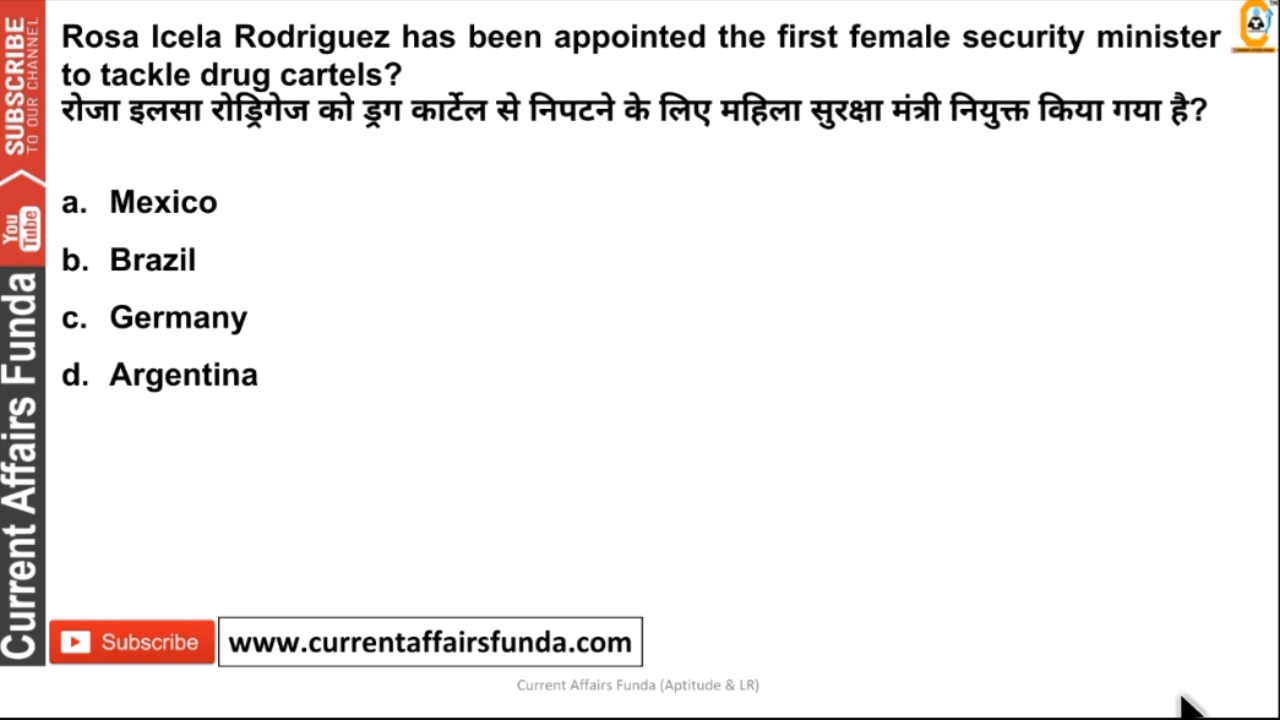 Rosa Icela Rodriguez has been appointed the first female security minister
to tackle drug cartels?
रोजा इलसा रोड्रिगेज को ड्रग कार्टेल से निपटने के लिए महिला सुरक्षा मंत्री नियुक्त किया गया है?
a. Mexico
b. Brazil
c. Germany
d. Argentina
SUBSCRIBE
TO OUR CHANNEL
You
Tube
Current Affairs Funda
Subscribe
www.currentaffairsfunda.com
Current Affairs Funda (Aptitude & LR)